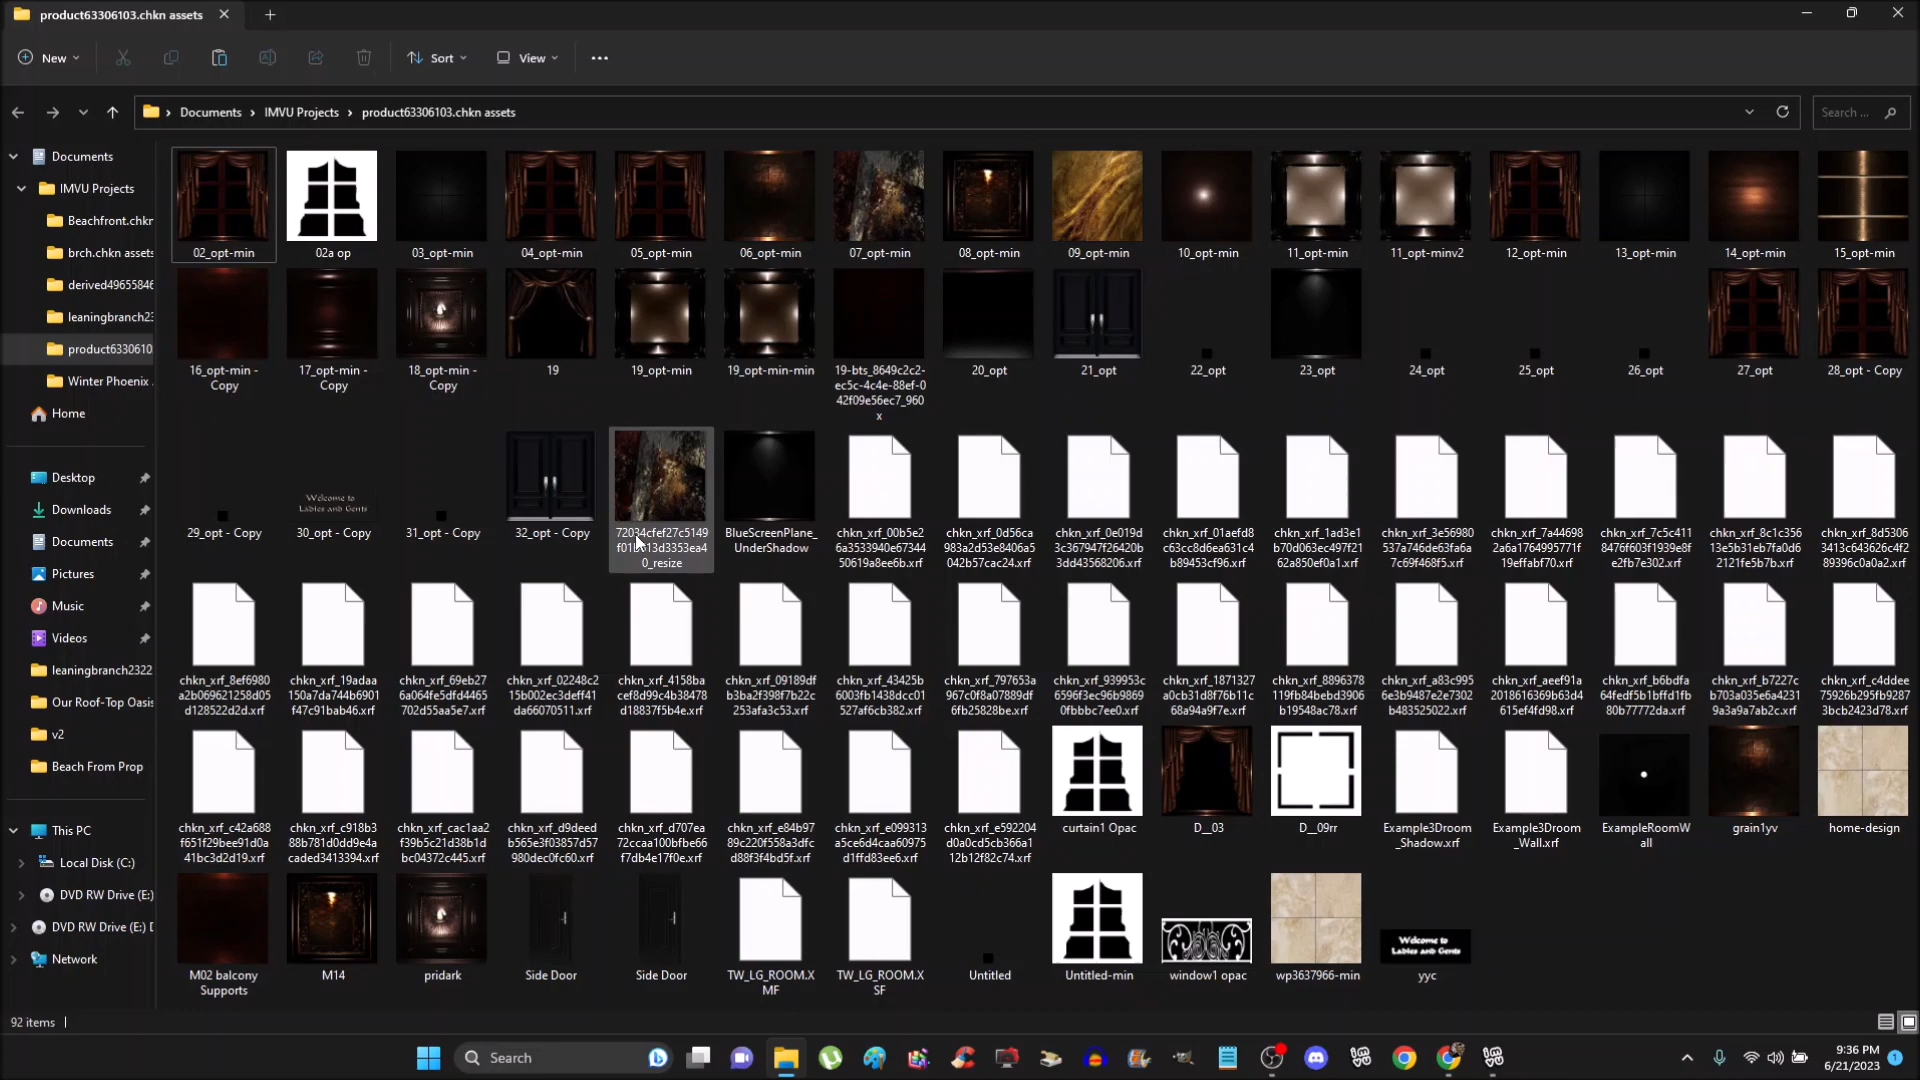 product63306103.chkn assets
New
Sort
View
Documents
IMVU Projects
product63306103.chkn assets
Search ...
Documents
IMVU Projects
Beachfront.chkn
brch.chkn assets
derived4965584
leaningbranch23
product6330610
Winter Phoenix
Home
Desktop
Downloads
Documents
Pictures
Music
Videos
leaningbranch2322
Our Roof-Top Oasis
v2
Beach From Prop
This PC
Local Disk (C:)
DVD RW Drive (E:)
DVD RW Drive (E:) D
Network
02_opt-min
02a op
03_opt-min
04_opt-min
05_opt-min
06_opt-min
07_opt-min
08_opt-min
09_opt-min
10_opt-min
11_opt-min
11_opt-minv2
12_opt-min
13_opt-min
14_opt-min
15_opt-min
16_opt-min -
Copy
17_opt-min -
Copy
18_opt-min -
Copy
19
19_opt-min
19_opt-min-min
19-bts_8649c2c2-
ec5c-4c4e-88ef-0
42f09e56ec7_960
x
20_opt
21_opt
22_opt
23_opt
24_opt
25_opt
26_opt
27_opt
28_opt - Copy
Welcome to
Ladies and Gents
29_opt - Copy
30_opt - Copy
31_opt - Copy
32_opt - Copy
0_resize
BlueScreenPlane_
UnderShadow
chkn_xrf_00b5e2
6a3533940e67344
50619a8ee6b.xrf
chkn_xrf_0d56ca
983a2d53e8406a5
042b57cac24.xrf
chkn_xrf_0e019d
3c367947f26420b
3dd43568206.xrf
chkn_xrf_01aefd8
c63cc8d6ea631c4
b89453cf96.xrf
chkn_xrf_1ad3e1
b70d063ec497f21
62a850ef0a1.xrf
chkn_xrf_3e56980
537a746de63fa6a
7c69f468f5.xrf
chkn_xrf_7a44698
2a6a1764995771f
19effabf70.xrf
chkn_xrf_7c5c411
8476f603f1939e8f
e2fb7e302.xrf
chkn_xrf_8c1c356
13e5b31eb7fa0d6
2121fe5b7b.xrf
chkn_xrf_8d5306
3413c643626c4f2
89396c0a0a2.xrf
chkn_xrf_8ef6980
a2b069621258d05
d128522d2d.xrf
chkn_xrf_19adaa
150a7da744b6901
f47c91bab46.xrf
chkn_xrf_69eb27
6a064fe5dfd4465
702d55aa5e7.xrf
chkn_xrf_02248c2
15b002ec3deff41
da66070511.xrf
chkn_xrf_4158ba
cef8d99c4b38478
d18837f5b4e.xrf
chkn_xrf_09189df
b3ba2f398f7b22c
253afa3c53.xrf
chkn_xrf_43425b
6003fb1438dcc01
527af6cb382.xrf
chkn_xrf_797653a
967c0f8a07889df
6fb25828be.xrf
chkn_xrf_939953c
6596f3ec96b9869
0fbbbc7ee0.xrf
chkn_xrf_1871327
a0cb31d8f76b11c
68a94a9f7e.xrf
chkn_xrf_8896378
119fb84bebd3906
b19548ac78.xrf
chkn_xrf_a83c995
6e3b9487e2e7302
b483525022.xrf
chkn_xrf_aeef91a
2018616369b63d4
615ef4fd98.xrf
chkn_xrf_b6bdfa
64fedf5b1bffd1fb
80b77772da.xrf
chkn_xrf_b7227c
b703a035e6a4231
9a3a9a7ab2c.xrf
chkn_xrf_c4ddee
75926b295fb9287
3bcb2423d78.xrf
chkn_xrf_c42a688
f651f29bee91d0a
41bc3d2d19.xrf
chkn_xrf_c918b3
88b781d0dd9e4a
caded3413394.xrf
chkn_xrf_cac1aa2
f39b5c21d38b1d
bc04372c445.xrf
chkn_xrf_d9deed
b565e3f03857d57
980dec0fc60.xrf
chkn_xrf_d707ea
72ccaa100bfbe66
f7db4e17f0e.xrf
chkn_xrf_e84b97
89c220f558a3dfc
d88f3f4bd5f.xrf
chkn_xrf_e099313
a5ce6d4caa60975
d1ffd83ee6.xrf
chkn_xrf_e592204
d0a0cd5cb366a1
12b12f82c74.xrf
curtain1 Opac
D__03
D__09rr
Example3Droom
_Shadow.xrf
Example3Droom
_Wall.xrf
ExampleRoomW
all
grain1yv
home-design
M02 balcony
Supports
M14
pridark
Side Door
Side Door
TW_LG_ROOM.X
MF
TW_LG_ROOM.X
SF
Untitled
Untitled-min
window1 opac
wp3637966-min
Welcome to
Ladies and Gents
yyc
92 items
Search
9:36 PM
6/21/2023
1